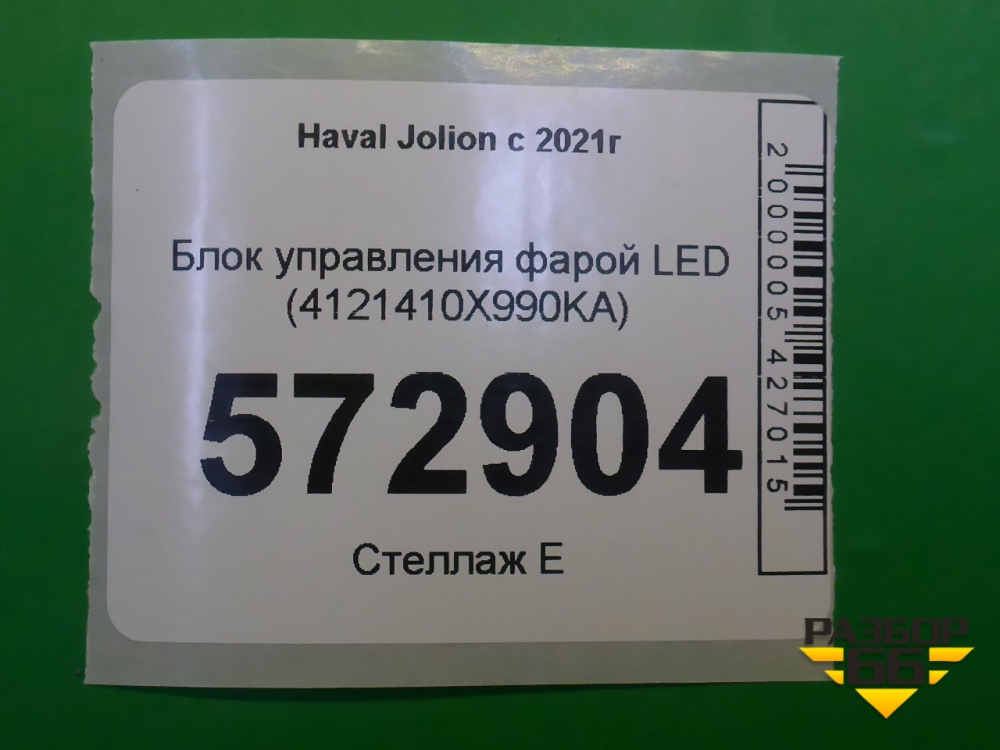 Haval Jolion с 2021г
Блок управления фарой LED
(4121410X990KA)
572904
Стеллаж Е
2000005427015
РАЗБОР
66